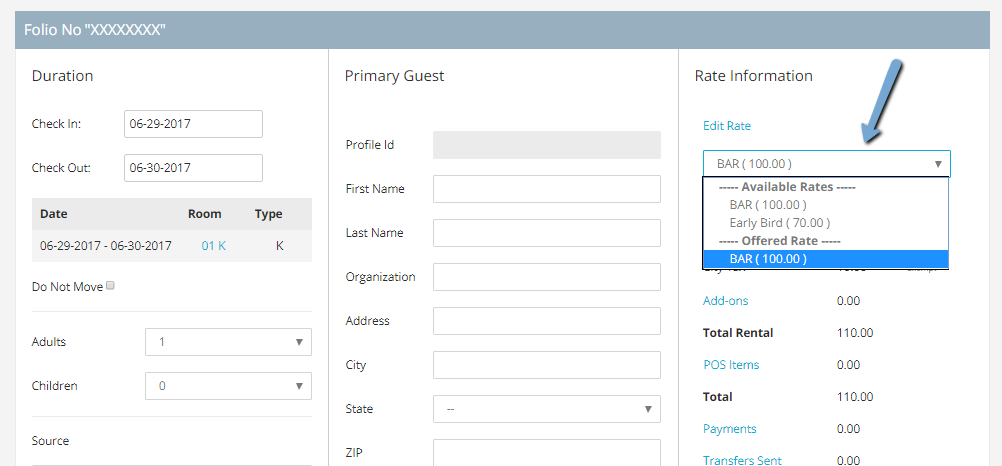 Folio No "XXXXXXXX"
Duration
Check In:
06-29-2017
Check Out:
06-30-2017
Date Room Type
06-29-2017 - 06-30-2017 01 K K
Do Not Move
Adults
1
Children
0
Source
Primary Guest
Profile Id
First Name
Last Name
Organization
Address
City
State
--
ZIP
Rate Information
Edit Rate
BAR ( 100.00 )
----- Available Rates -----
BAR ( 100.00 )
Early Bird ( 70.00 )
----- Offered Rate -----
BAR ( 100.00 )
Add-ons 0.00
Total Rental 110.00
POS Items 0.00
Total 110.00
Payments 0.00
Transfers Sent 0.00